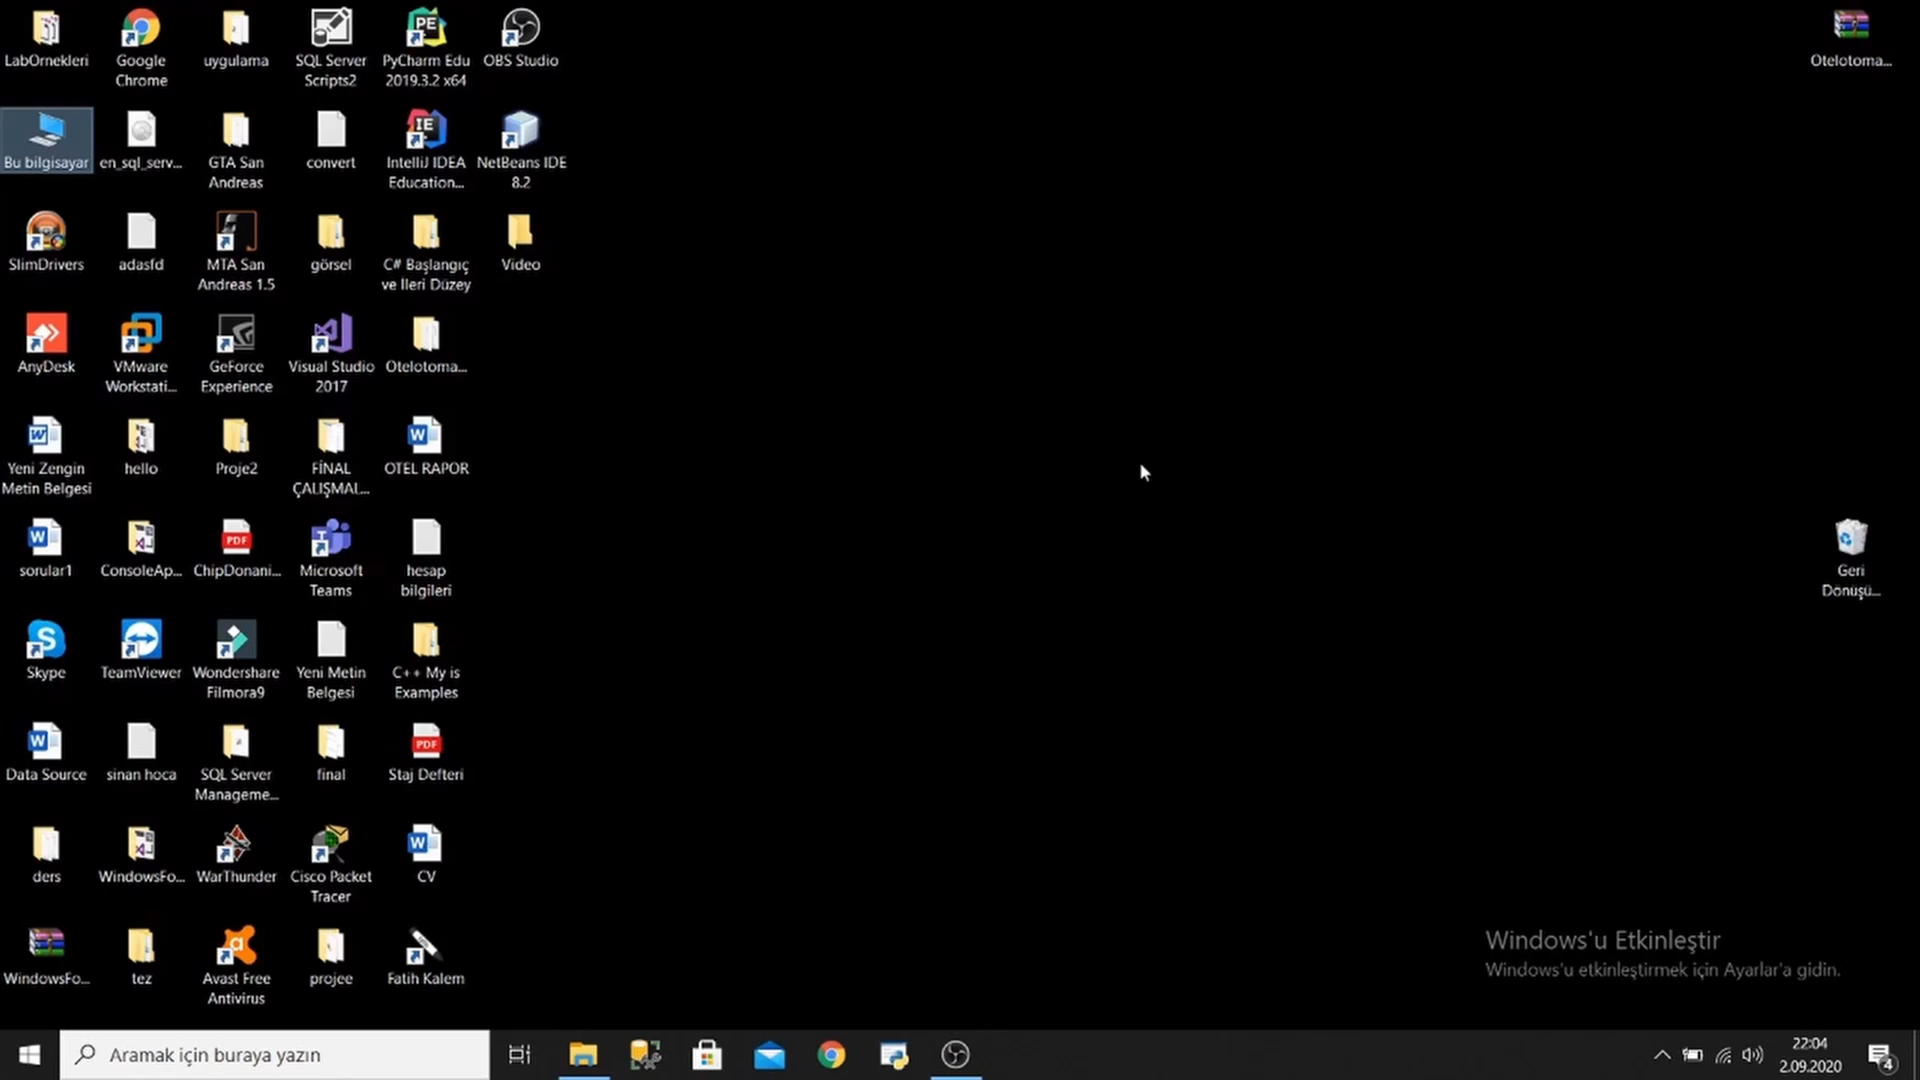 LabOrnekleri
Google
Chrome
uygulama
SQL Server
Scripts2
PyCharm Edu
2019.3.2 x64
OBS Studio
Otelotoma...
Bu bilgisayar
en_sql_serv...
GTA San
Andreas
convert
IntelliJ IDEA
Education...
NetBeans IDE
8.2
SlimDrivers
adasfd
MTA San
Andreas 1.5
görsel
C# Başlangıç
ve İleri Düzey
Video
AnyDesk
VMware
Workstati...
GeForce
Experience
Visual Studio
2017
Otelotoma...
Yeni Zengin
Metin Belgesi
hello
Proje2
FİNAL
ÇALIŞMAL...
OTEL RAPOR
sorular1
ConsoleAp...
PDF
ChipDonani...
Microsoft
Teams
hesap
bilgileri
Geri
Dönüşü...
Skype
TeamViewer
Wondershare
Filmora9
Yeni Metin
Belgesi
C++ My is
Examples
Data Source
sinan hoca
SQL Server
Manageme...
final
PDF
Staj Defteri
ders
WindowsFo...
WarThunder
Cisco Packet
Tracer
CV
WindowsFo...
tez
Avast Free
Antivirus
projee
Fatih Kalem
Windows'u Etkinleştir
Windows'u etkinleştirmek için Ayarlar'a gidin.
Aramak için buraya yazın
22:04
2.09.2020
4